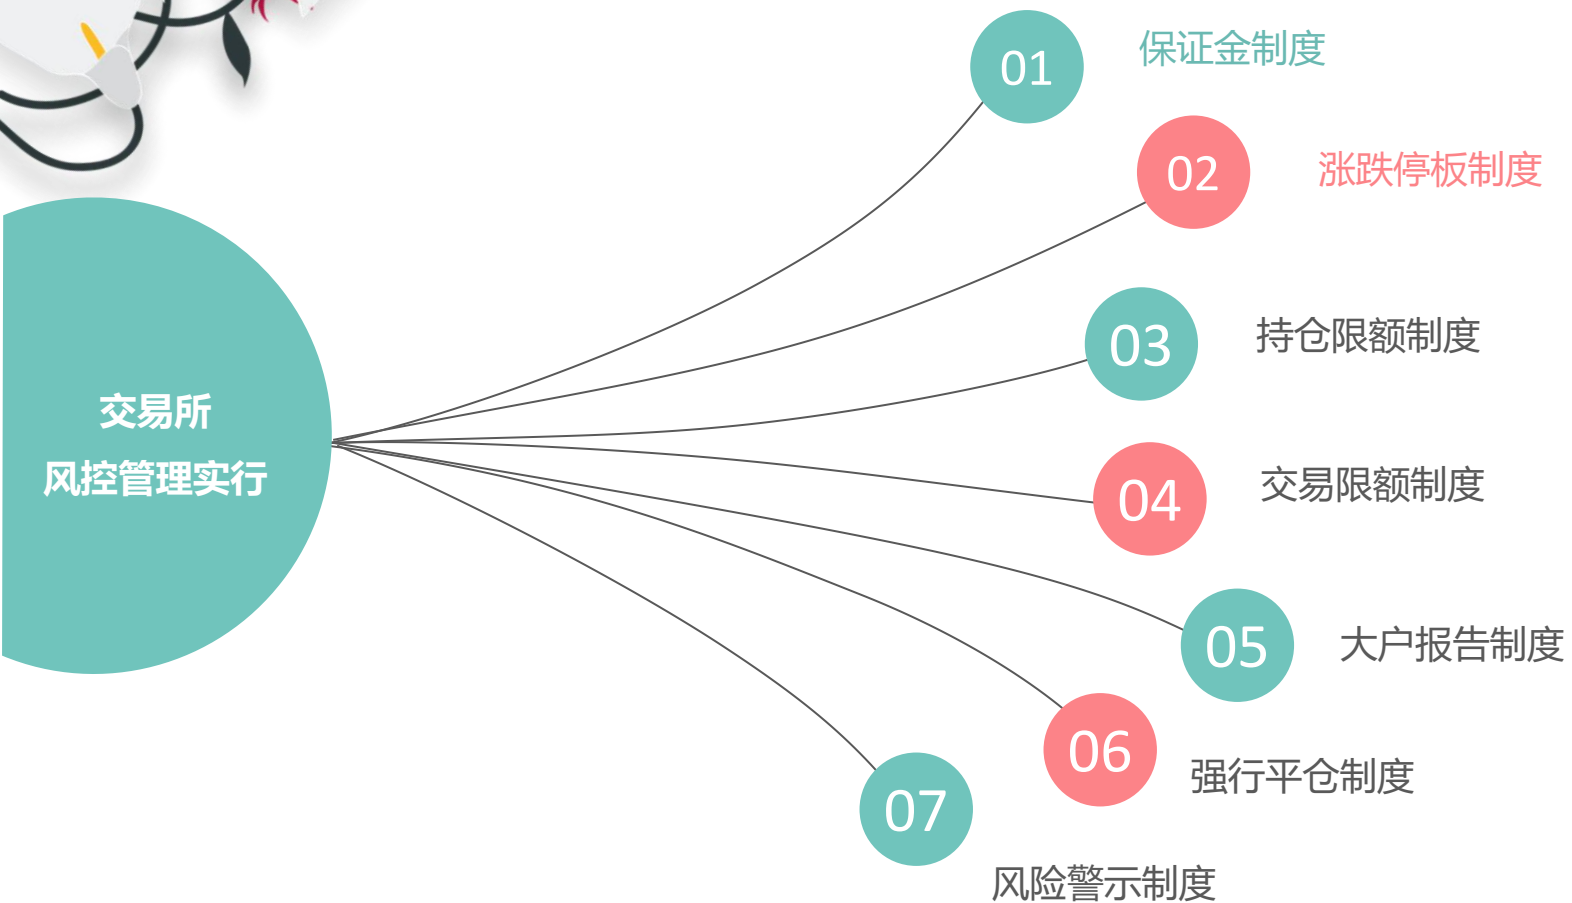 交易所
风控管理实行
01
保证金制度
02
涨跌停板制度
03
持仓限额制度
04
交易限额制度
05
大户报告制度
06
强行平仓制度
07
风险警示制度